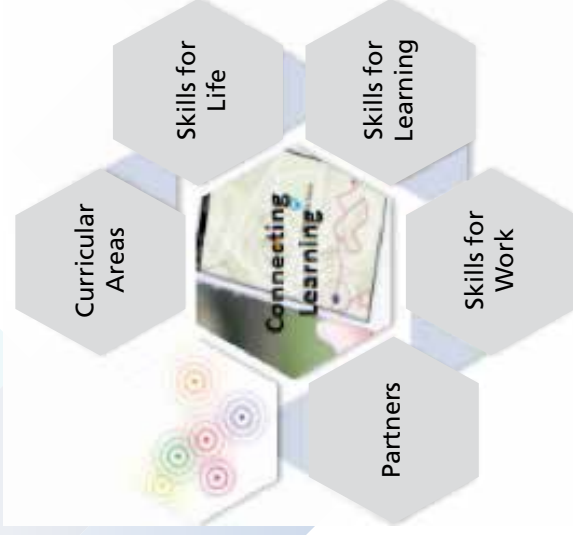 Curricular
Areas
Skills for
Life
Skills for
Learning
Skills for
Work
Partners
Connecting
Learning